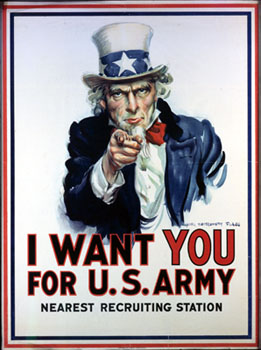 I WANT YOU
FOR U.S. ARMY
NEAREST RECRUITING STATION